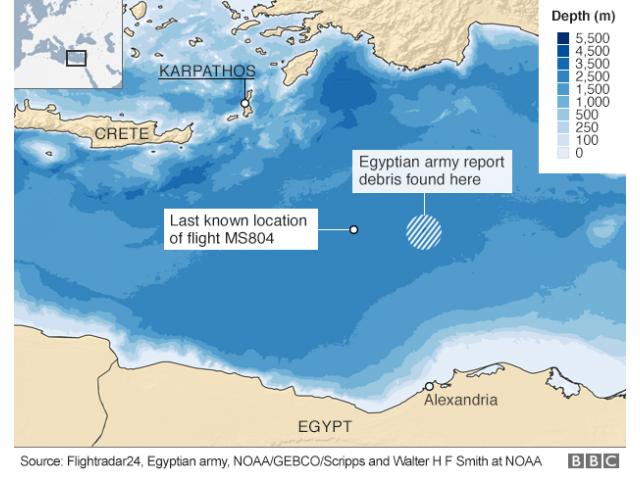 Depth (m)
5,500
4,500
3,500
2,500
1,500
1,000
500
250
100
0
KARPATHOS
CRETE
Egyptian army report
debris found here
Last known location
of flight MS804
Alexandria
EGYPT
Source: Flightradar24, Egyptian army, NOAA/GEBCO/Scripps and Walter H F Smith at NOAA
BBC